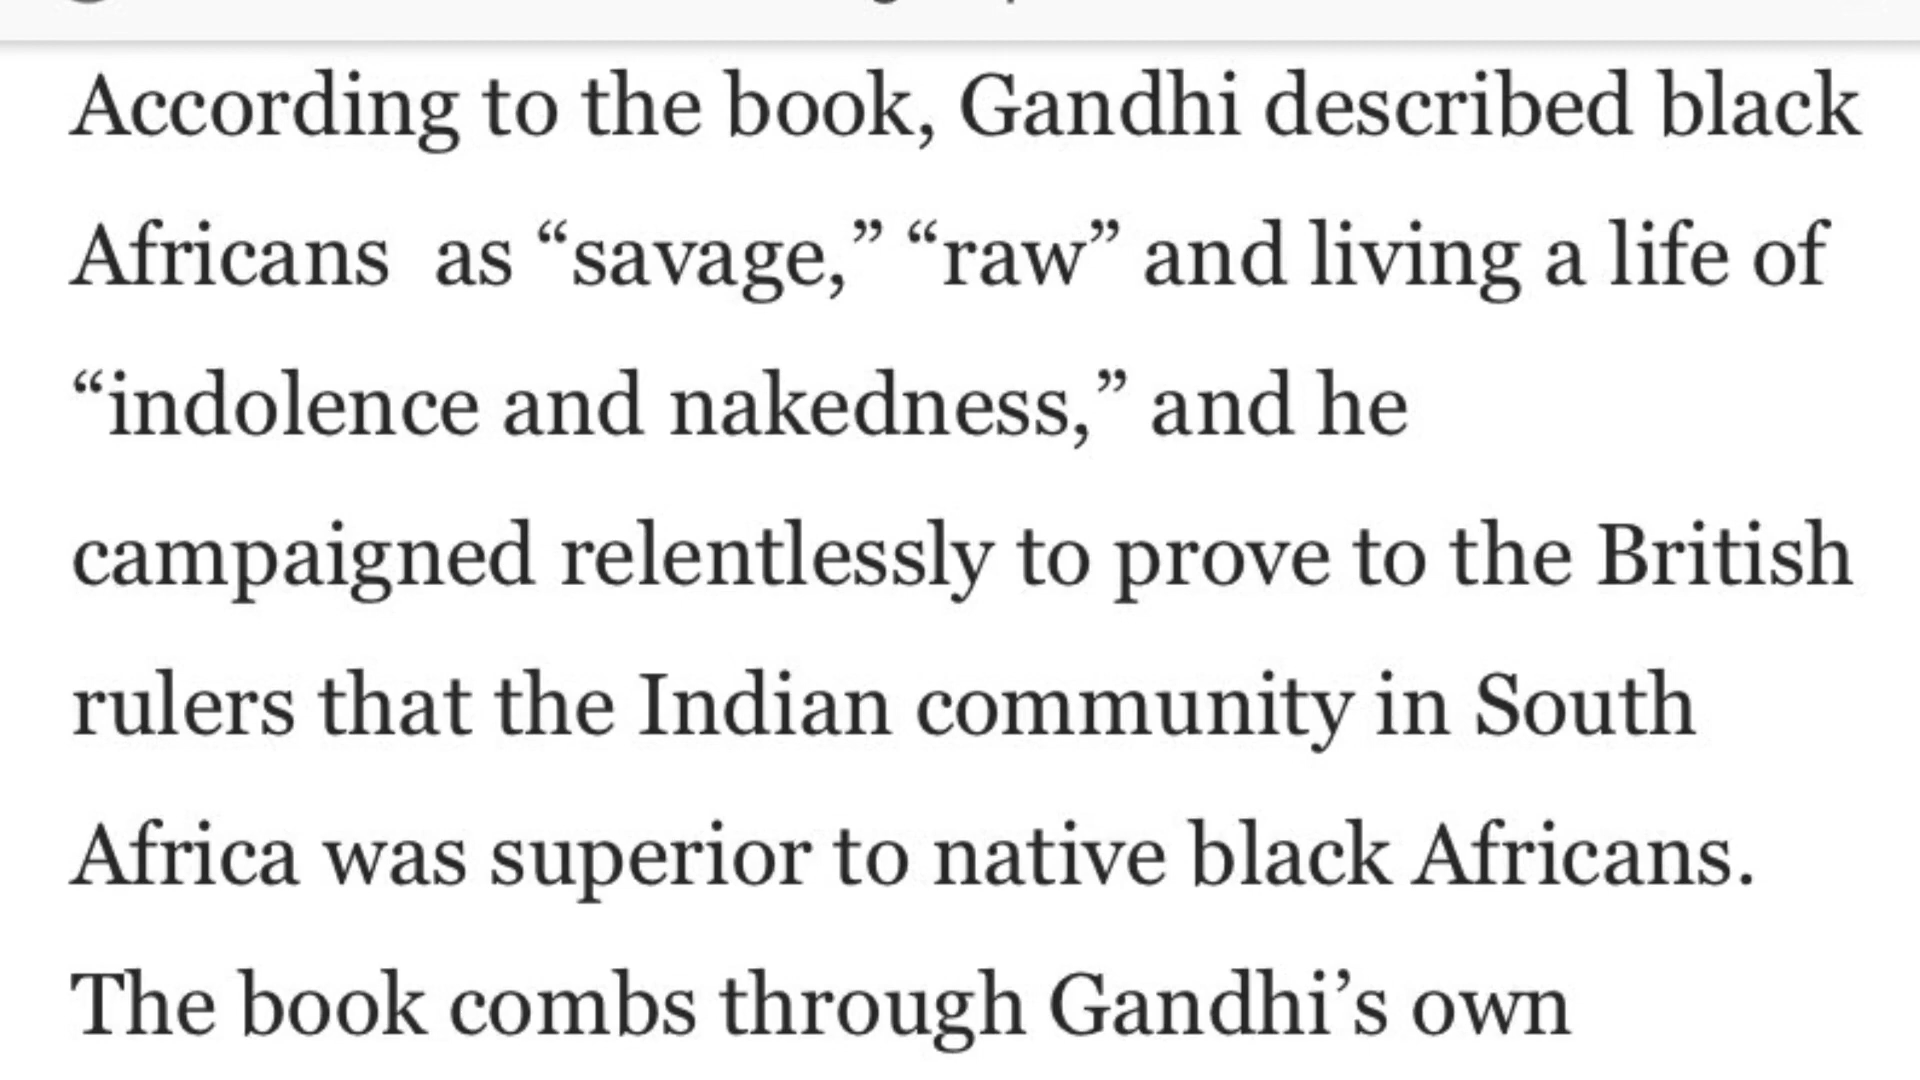 According to the book, Gandhi described black
Africans  as “savage,” “raw” and living a life of
“indolence and nakedness,” and he
campaigned relentlessly to prove to the British
rulers that the Indian community in South
Africa was superior to native black Africans.
The book combs through Gandhi’s own